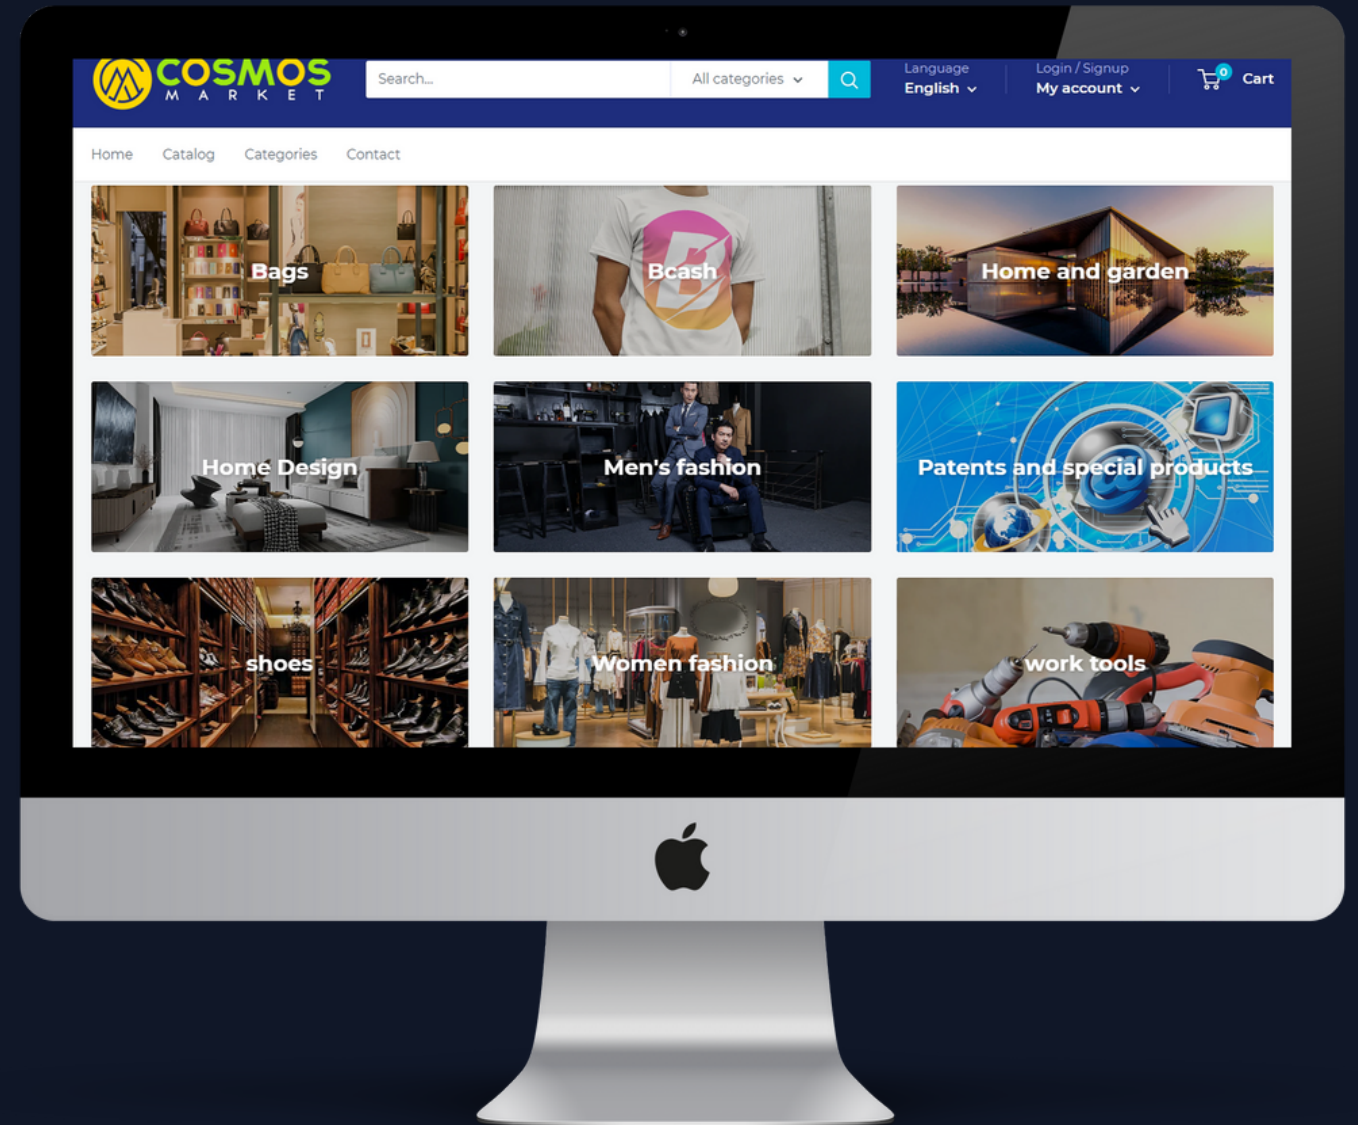 COSMOS
MARKET
Search...
All categories
Language
English
Login / Signup
My account
0
Cart
Home
Catalog
Categories
Contact
Bags
Bcash
B
Home and garden
Home Design
Men's fashion
Patents and special products
shoes
Women fashion
work tools